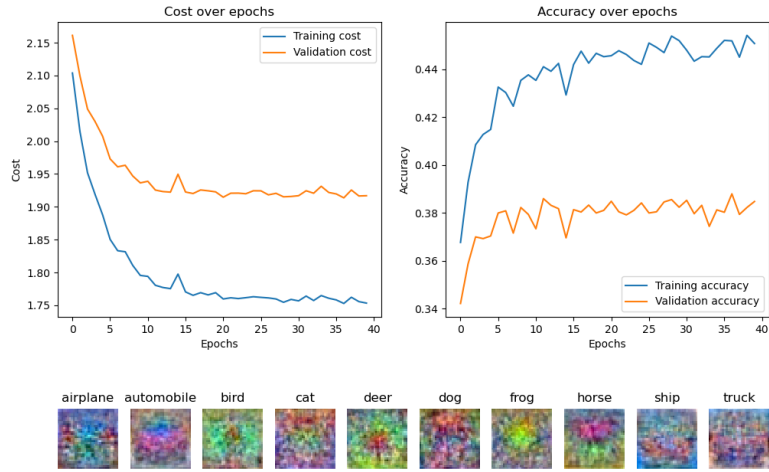 Cost over epochs
Training cost
Validation cost
2.15
2.10
2.05
2.00
1.95
1.90
1.85
1.80
1.75
Cost
0 5 10 15 20 25 30 35 40
Epochs
Accuracy over epochs
0.44
0.42
0.40
0.38
0.36
0.34
Accuracy
Training accuracy
Validation accuracy
0 5 10 15 20 25 30 35 40
Epochs
airplane automobile bird cat deer dog frog horse ship truck